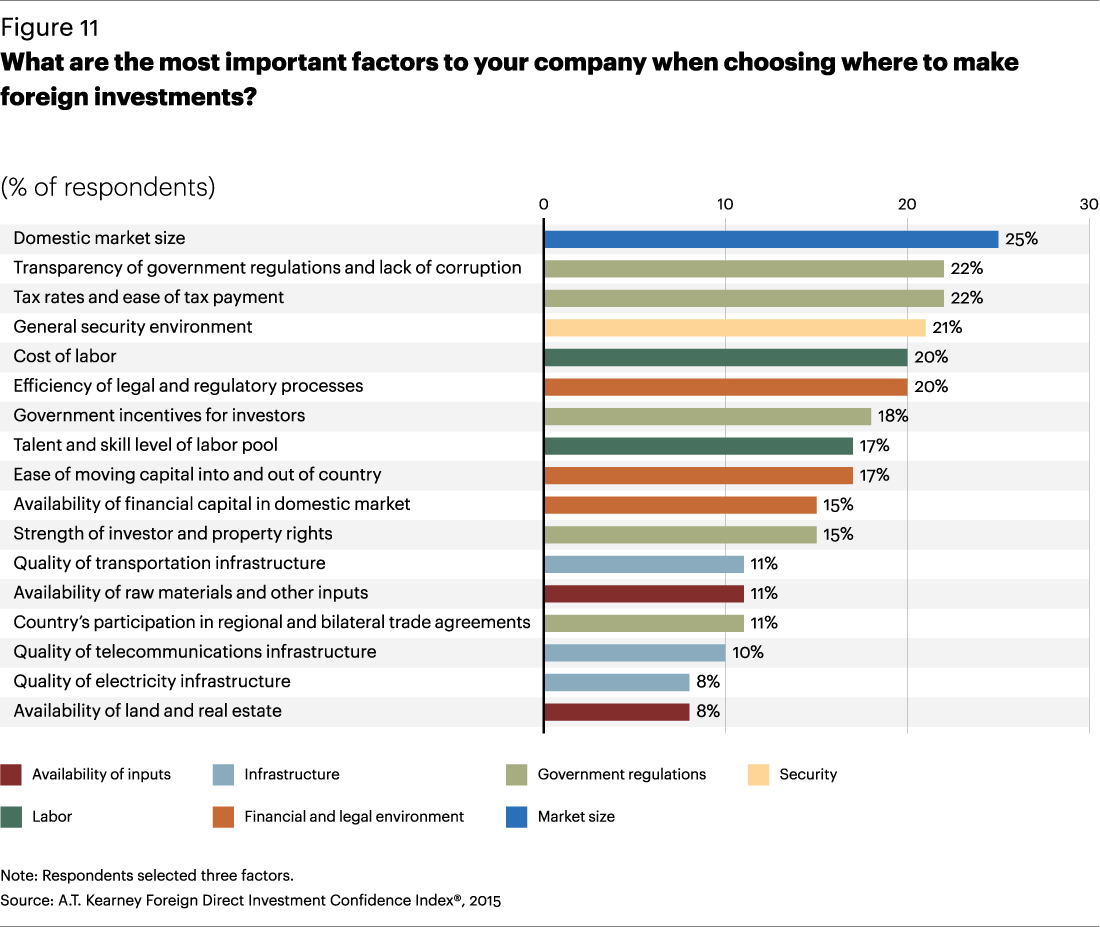 Figure 11
What are the most important factors to your company when choosing where to make
foreign investments?
(% of respondents)
0 10 20 30
Domestic market size 25%
Transparency of government regulations and lack of corruption 22%
Tax rates and ease of tax payment 22%
General security environment 21%
Cost of labor 20%
Efficiency of legal and regulatory processes 20%
Government incentives for investors 18%
Talent and skill level of labor pool 17%
Ease of moving capital into and out of country 17%
Availability of financial capital in domestic market 15%
Strength of investor and property rights 15%
Quality of transportation infrastructure 11%
Availability of raw materials and other inputs 11%
Country’s participation in regional and bilateral trade agreements 11%
Quality of telecommunications infrastructure 10%
Quality of electricity infrastructure 8%
Availability of land and real estate 8%
Availability of inputs Infrastructure Government regulations Security
Labor Financial and legal environment Market size
Note: Respondents selected three factors.
Source: A.T. Kearney Foreign Direct Investment Confidence Index®, 2015